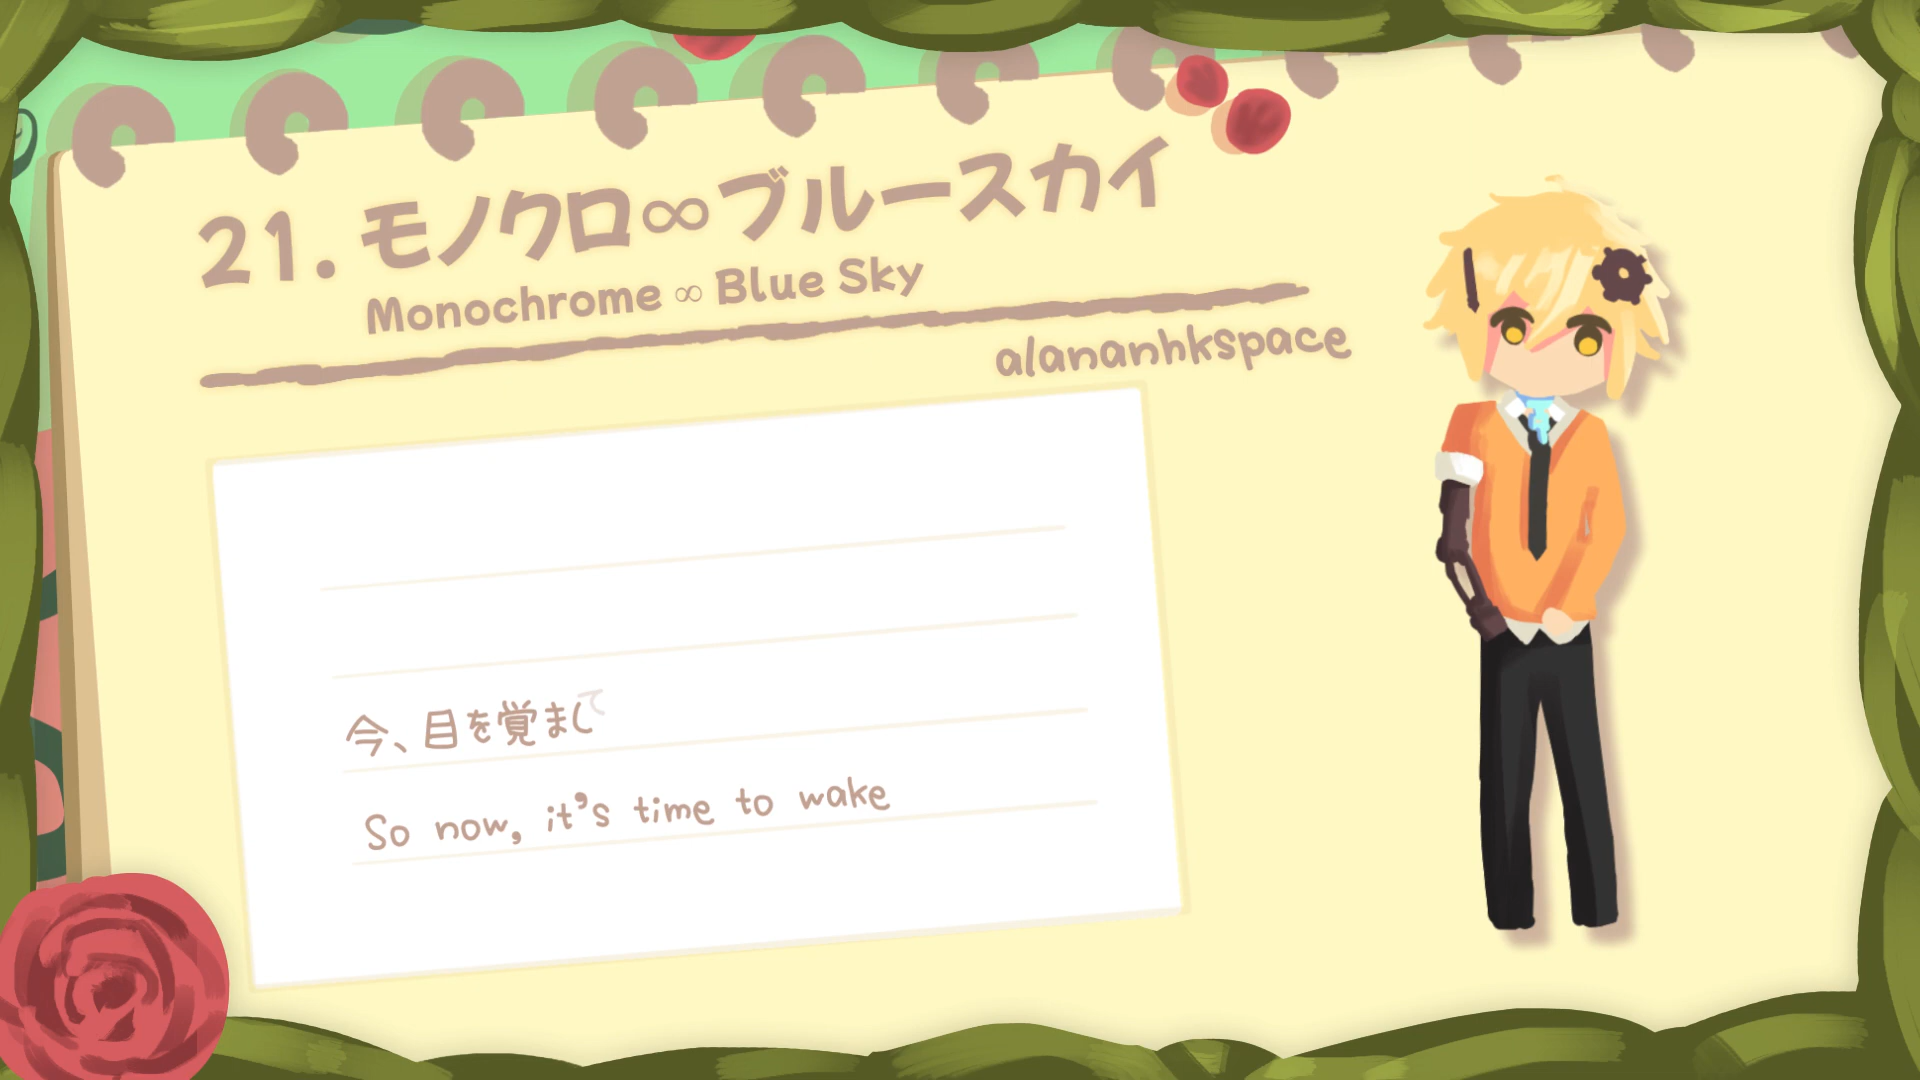 21. モノクロ∞ブルースカイ
Monochrome ∞ Blue Sky
alananhkspace
今、目を覚まして
So now, it's time to wake